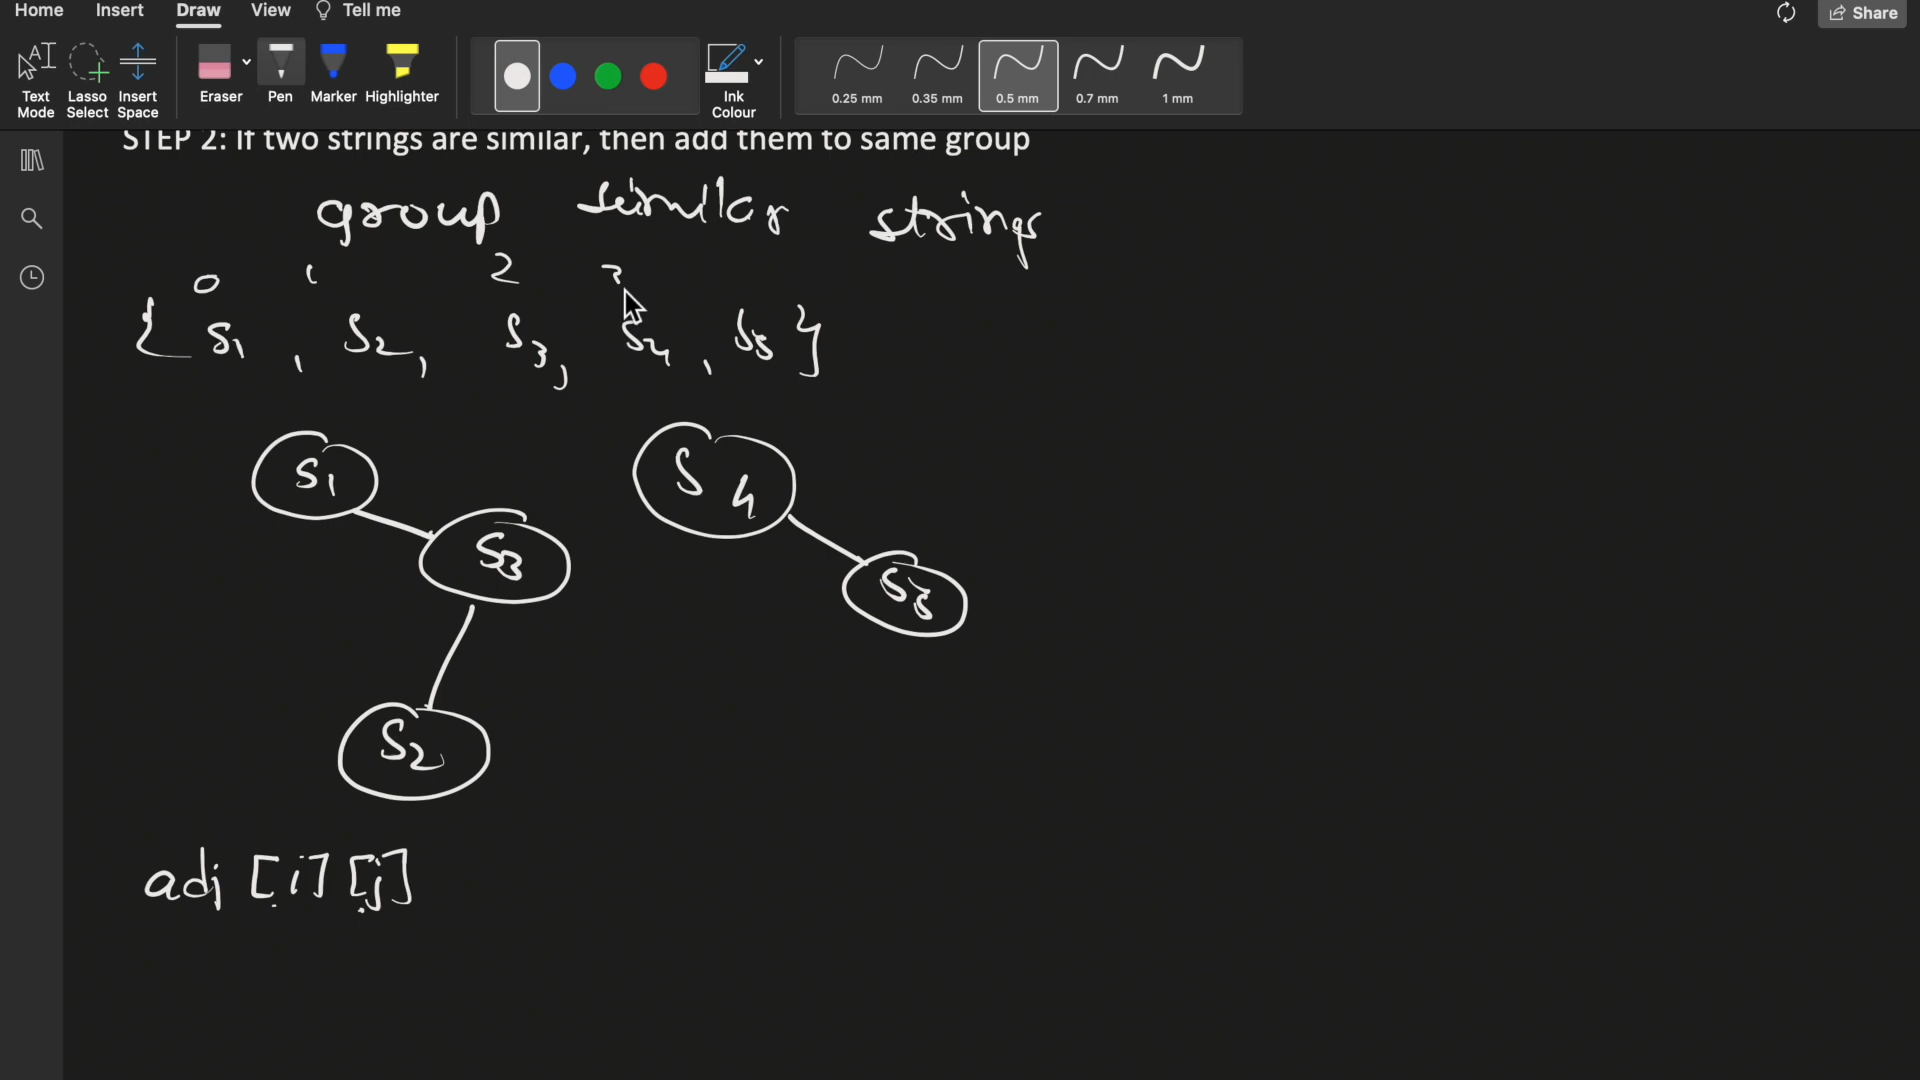 Home Insert Draw View Tell me Share
Text Mode Lasso Select Insert Space Eraser Pen Marker Highlighter Ink Colour 0.25 mm 0.35 mm 0.5 mm 0.7 mm 1 mm
STEP 2: If two strings are similar, then add them to same group
group similar strings
0 1 2 3
{ S1 , S2, S3, S4 , S5 }
S1 S4
S3 S5
S2
adj [i] [j]